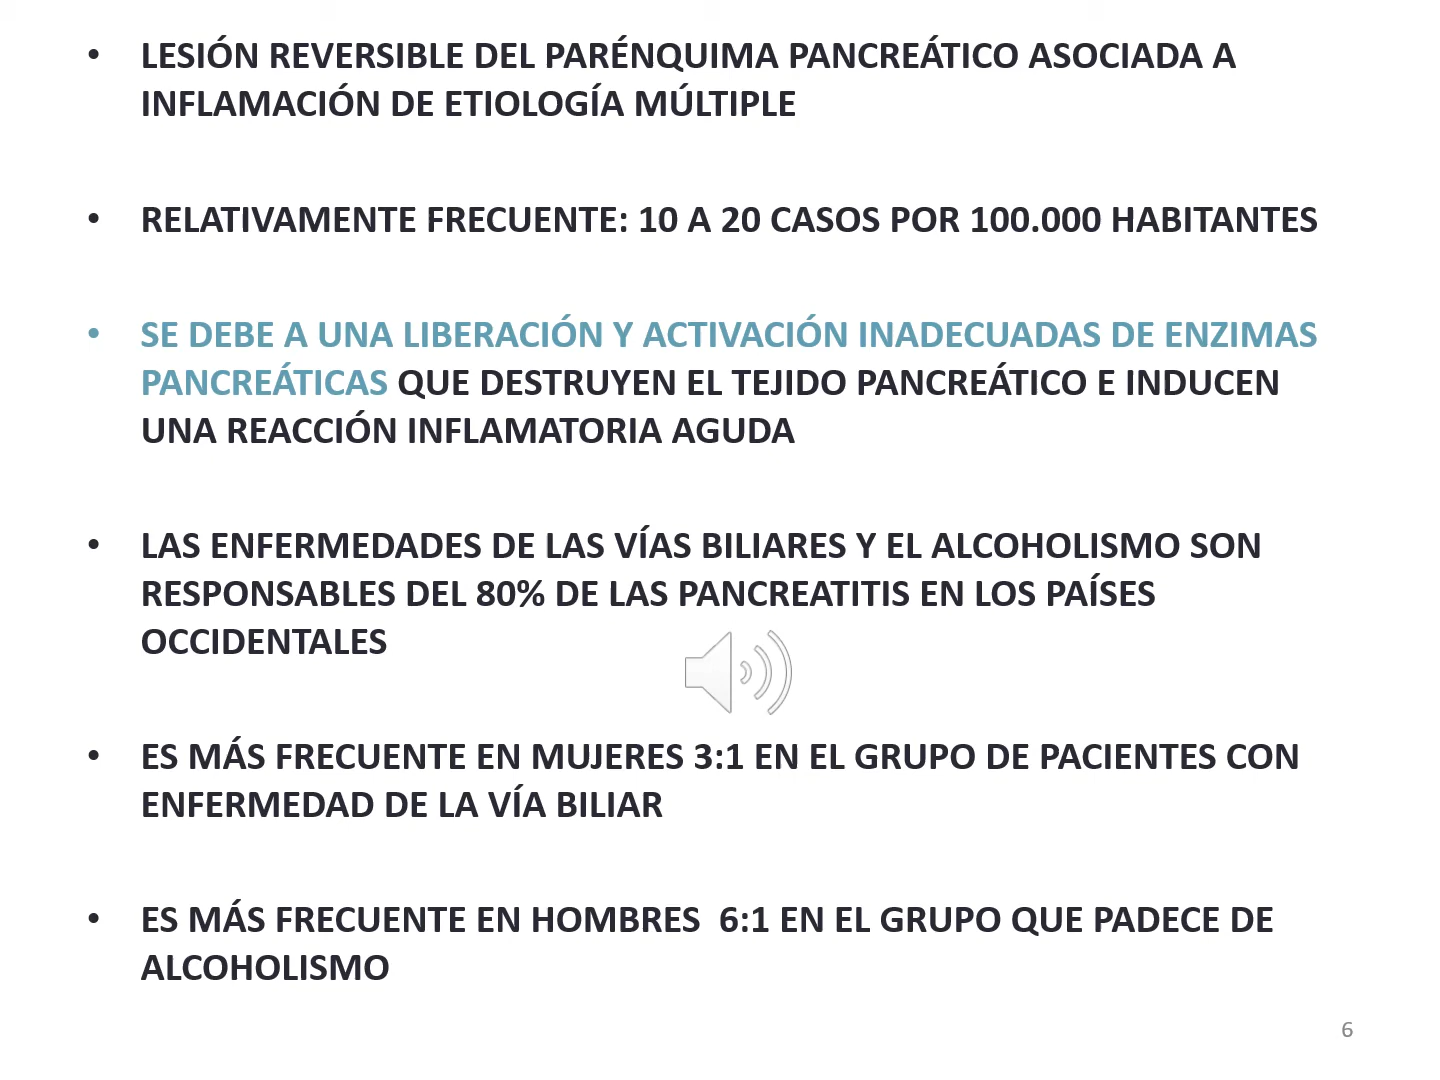 • LESIÓN REVERSIBLE DEL PARÉNQUIMA PANCREÁTICO ASOCIADA A
INFLAMACIÓN DE ETIOLOGÍA MÚLTIPLE
• RELATIVAMENTE FRECUENTE: 10 A 20 CASOS POR 100.000 HABITANTES
• SE DEBE A UNA LIBERACIÓN Y ACTIVACIÓN INADECUADAS DE ENZIMAS
PANCREÁTICAS QUE DESTRUYEN EL TEJIDO PANCREÁTICO E INDUCEN
UNA REACCIÓN INFLAMATORIA AGUDA
• LAS ENFERMEDADES DE LAS VÍAS BILIARES Y EL ALCOHOLISMO SON
RESPONSABLES DEL 80% DE LAS PANCREATITIS EN LOS PAÍSES
OCCIDENTALES
• ES MÁS FRECUENTE EN MUJERES 3:1 EN EL GRUPO DE PACIENTES CON
ENFERMEDAD DE LA VÍA BILIAR
• ES MÁS FRECUENTE EN HOMBRES  6:1 EN EL GRUPO QUE PADECE DE
ALCOHOLISMO
6